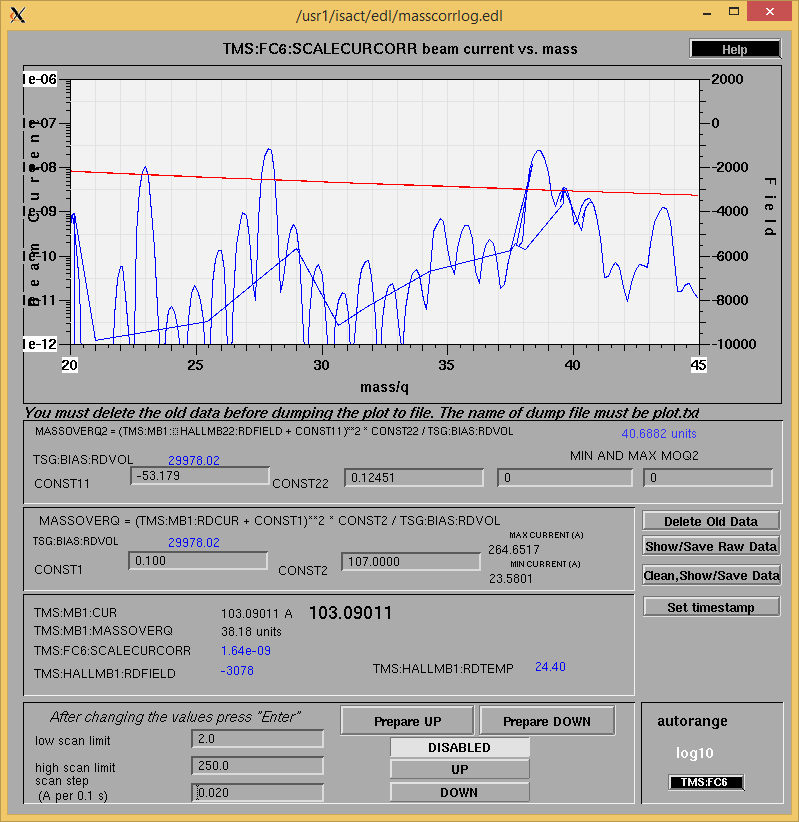 /usr1/isact/edl/masscorrlog.edl
TMS:FC6:SCALECURCORR beam current vs. mass
Help
1e-06
1e-07
1e-08
1e-09
1e-10
1e-11
1e-12
Beam Current
2000
0
-2000
-4000
-6000
-8000
-10000
Field
20 25 30 35 40 45
mass/q
You must delete the old data before dumping the plot to file. The name of dump file must be plot.txt
40.6882 units
TSG:BIAS:RDVOL 29978.02
MIN AND MAX MOQ2
CONST11 -53.179 CONST22 0.12451 0 0
MASSOVERQ = (TMS:MB1:RDCUR + CONST1)**2 * CONST2 / TSG:BIAS:RDVOL
TSG:BIAS:RDVOL 29978.02
CONST1 0.100 CONST2 107.0000
MAX CURRENT (A)
264.6517
MIN CURRENT (A)
23.5801
Delete Old Data
Show/Save Raw Data
Clean,Show/Save Data
Set timestamp
TMS:MB1:CUR 103.09011 A 103.09011
TMS:MB1:MASSOVERQ 38.18 units
TMS:FC6:SCALECURCORR 1.64e-09
TMS:HALLMB1:RDFIELD -3078
TMS:HALLMB1:RDTEMP 24.40
After changing the values press "Enter"
low scan limit 2.0
high scan limit 250.0
scan step
(A per 0.1 s) 0.020
Prepare UP
Prepare DOWN
DISABLED
UP
DOWN
autorange
log10
TMS:FC6